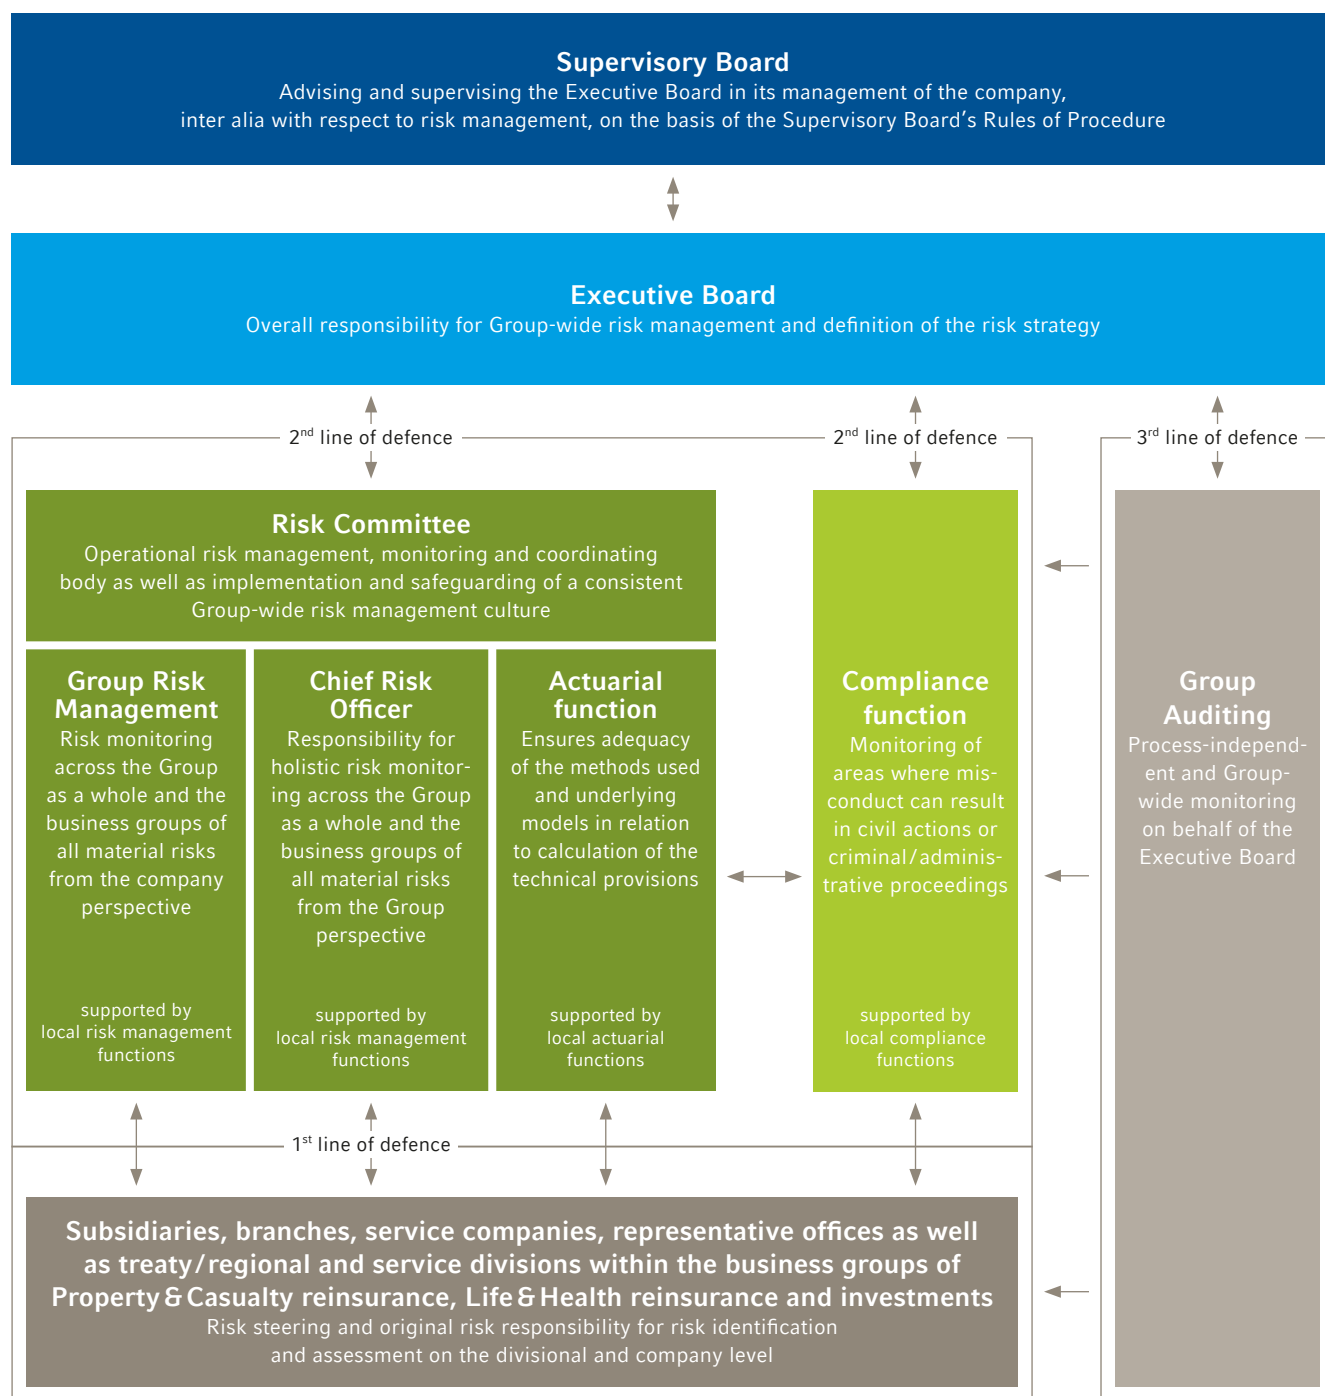 Supervisory Board
Advising and supervising the Executive Board in its management of the company,
inter alia with respect to risk management, on the basis of the Supervisory Board’s Rules of Procedure
Executive Board
Overall responsibility for Group-wide risk management and definition of the risk strategy
2nd line of defence
2nd line of defence
3rd line of defence
Risk Committee
Operational risk management, monitoring and coordinating
body as well as implementation and safeguarding of a consistent
Group-wide risk management culture
Group Risk
Management
Risk monitoring
across the Group
as a whole and the
business groups of
all material risks
from the company
perspective
supported by
local risk management
functions
Chief Risk
Officer
Responsibility for
holistic risk monitor-
ing across the Group
as a whole and the
business groups of
all material risks
from the Group
perspective
supported by
local risk management
functions
Actuarial
function
Ensures adequacy
of the methods used
and underlying
models in relation
to calculation of the
technical provisions
supported by
local actuarial
functions
Compliance
function
Monitoring of
areas where mis-
conduct can result
in civil actions or
criminal/adminis-
trative proceedings
supported by
local compliance
functions
Group
Auditing
Process-independ-
ent and Group-
wide monitoring
on behalf of the
Executive Board
1st line of defence
Subsidiaries, branches, service companies, representative offices as well
as treaty/regional and service divisions within the business groups of
Property & Casualty reinsurance, Life & Health reinsurance and investments
Risk steering and original risk responsibility for risk identification
and assessment on the divisional and company level